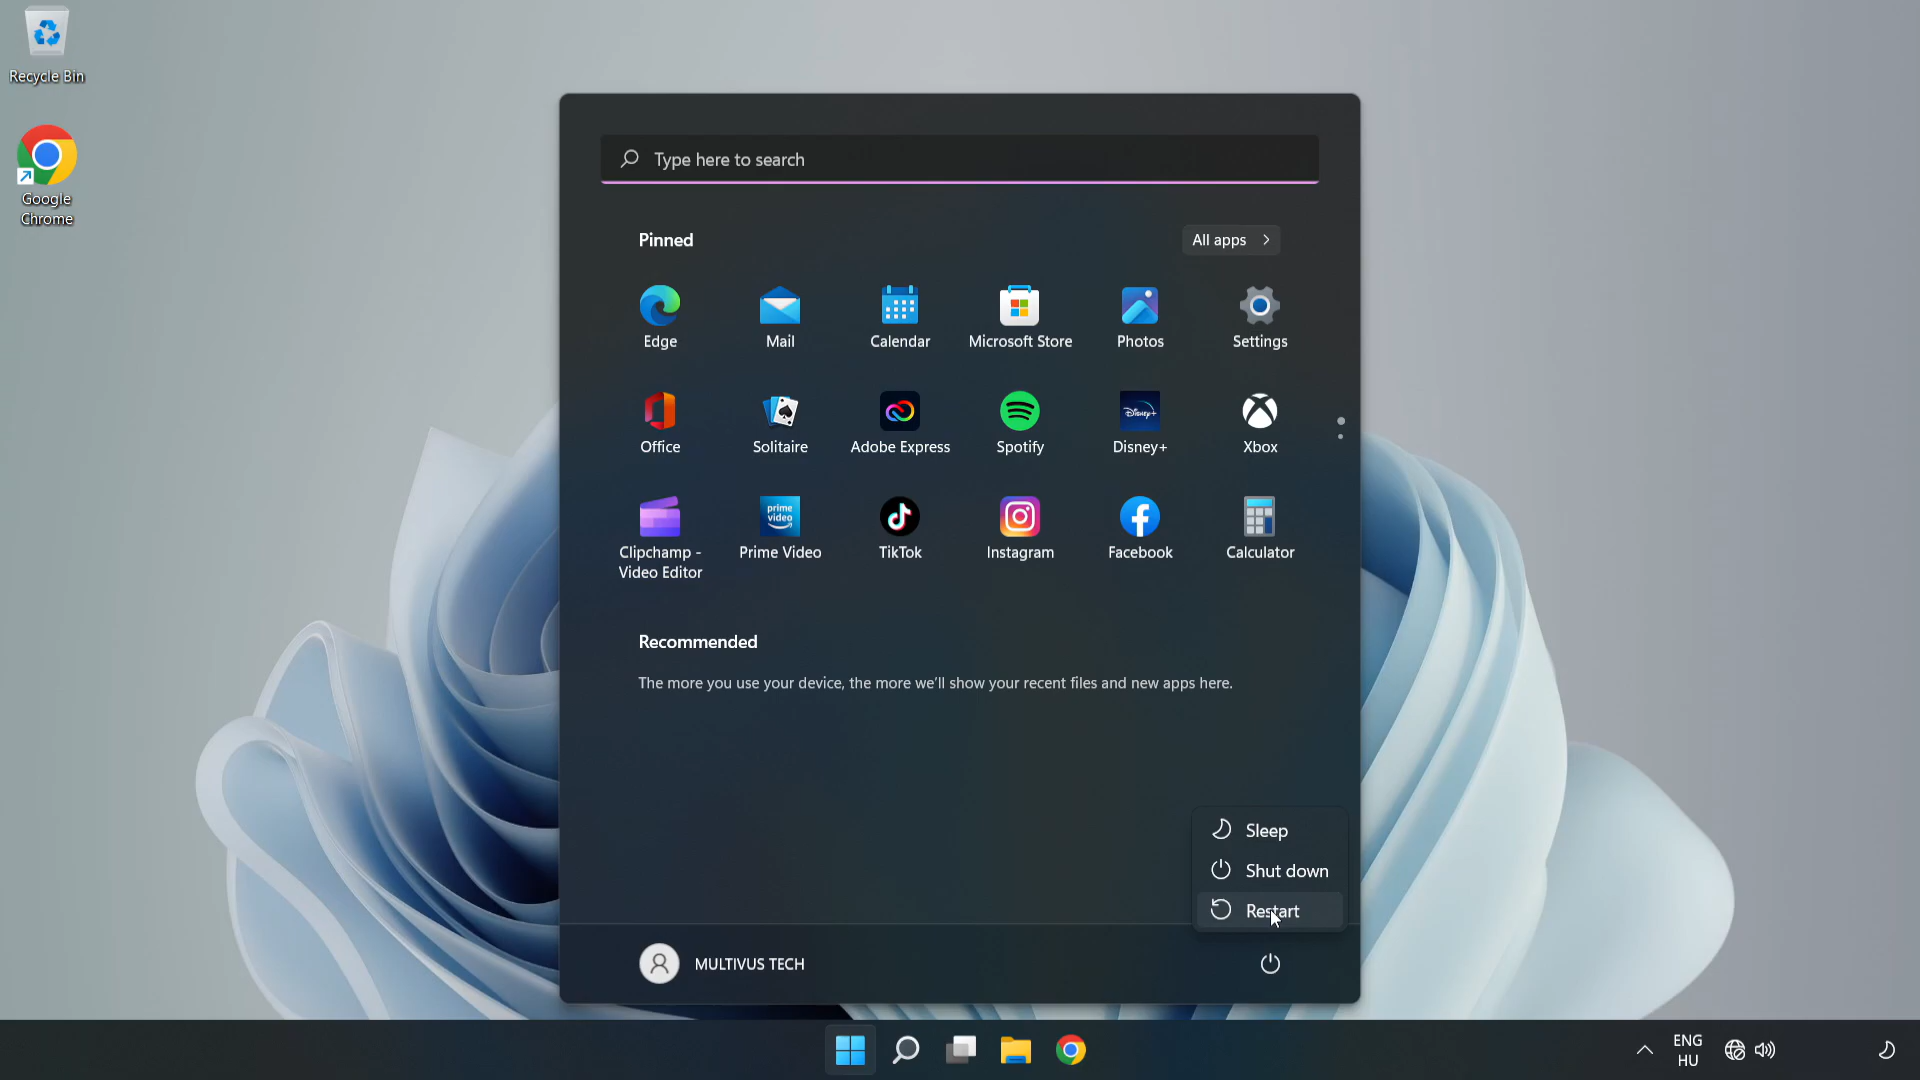 Recycle Bin
Google
Chrome
Type here to search
Pinned
All apps
Edge
Mail
Calendar
Microsoft Store
Photos
Settings
Office
Solitaire
Adobe Express
Spotify
Disney+
Disney+
Xbox
prime
video
Clipchamp -
Video Editor
Prime Video
TikTok
Instagram
Facebook
Calculator
Recommended
The more you use your device, the more we'll show your recent files and new apps here.
Sleep
Shut down
Restart
MULTIVUS TECH
ENG
HU